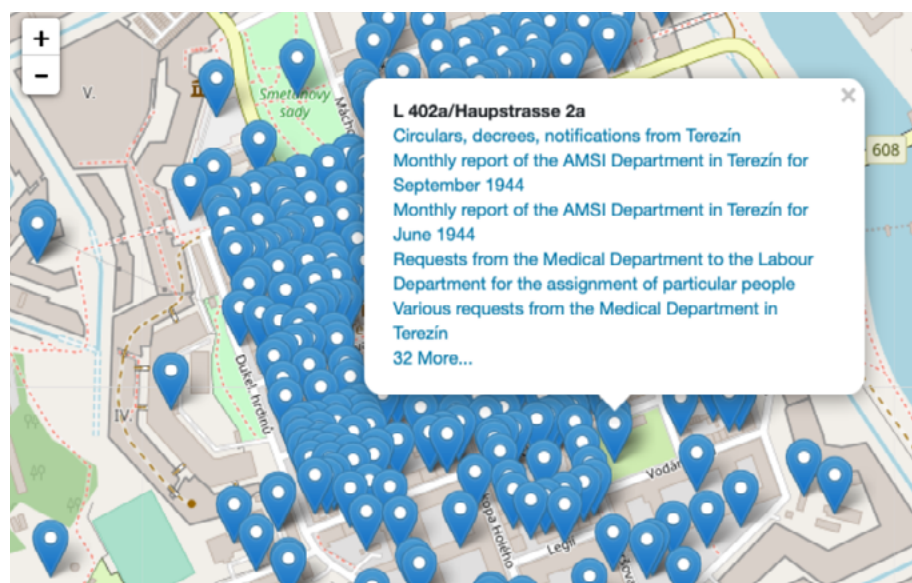 +
−
V.
Smetanovy
sady
Mácho
L 402a/Haupstrasse 2a
Circulars, decrees, notifications from Terezín
Monthly report of the AMSI Department in Terezín for
September 1944
Monthly report of the AMSI Department in Terezín for
June 1944
Requests from the Medical Department to the Labour
Department for the assignment of particular people
Various requests from the Medical Department in
Terezín
32 More...
×
608
Dukel. hrdinů
IV.
Vodár
Legií